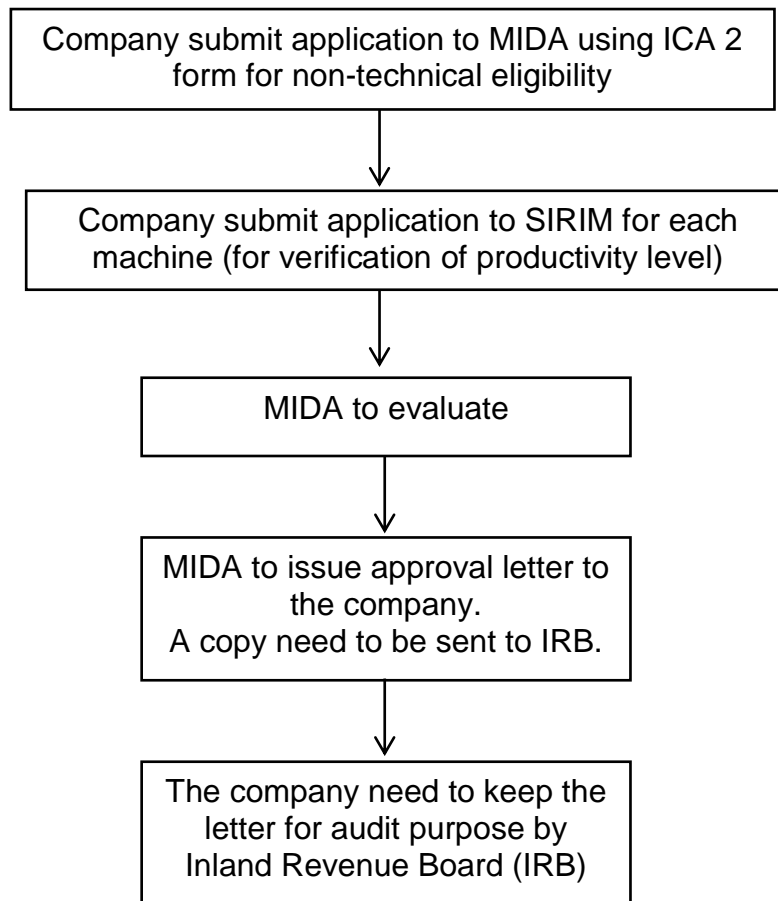 Company submit application to MIDA using ICA 2
form for non-technical eligibility
Company submit application to SIRIM for each
machine (for verification of productivity level)
MIDA to evaluate
MIDA to issue approval letter to
the company.
A copy need to be sent to IRB.
The company need to keep the
letter for audit purpose by
Inland Revenue Board (IRB)